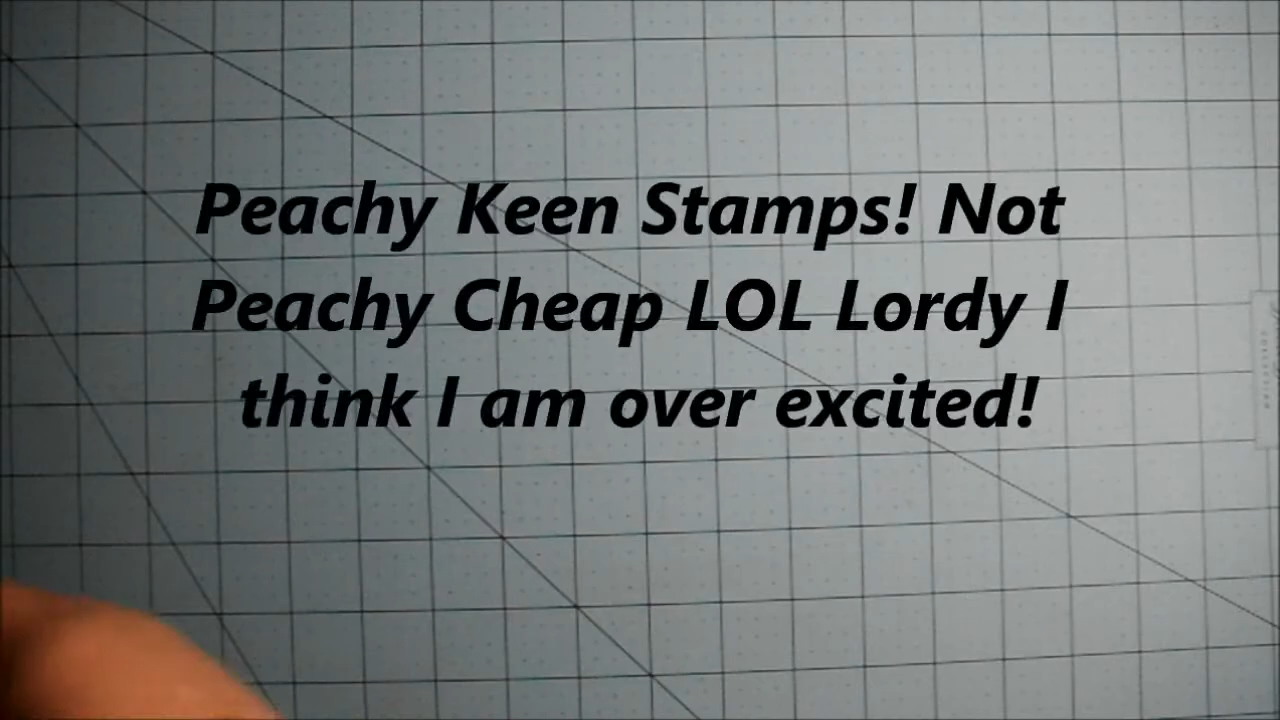 Peachy Keen Stamps! Not
Peachy Cheap LOL Lordy I
think I am over excited!